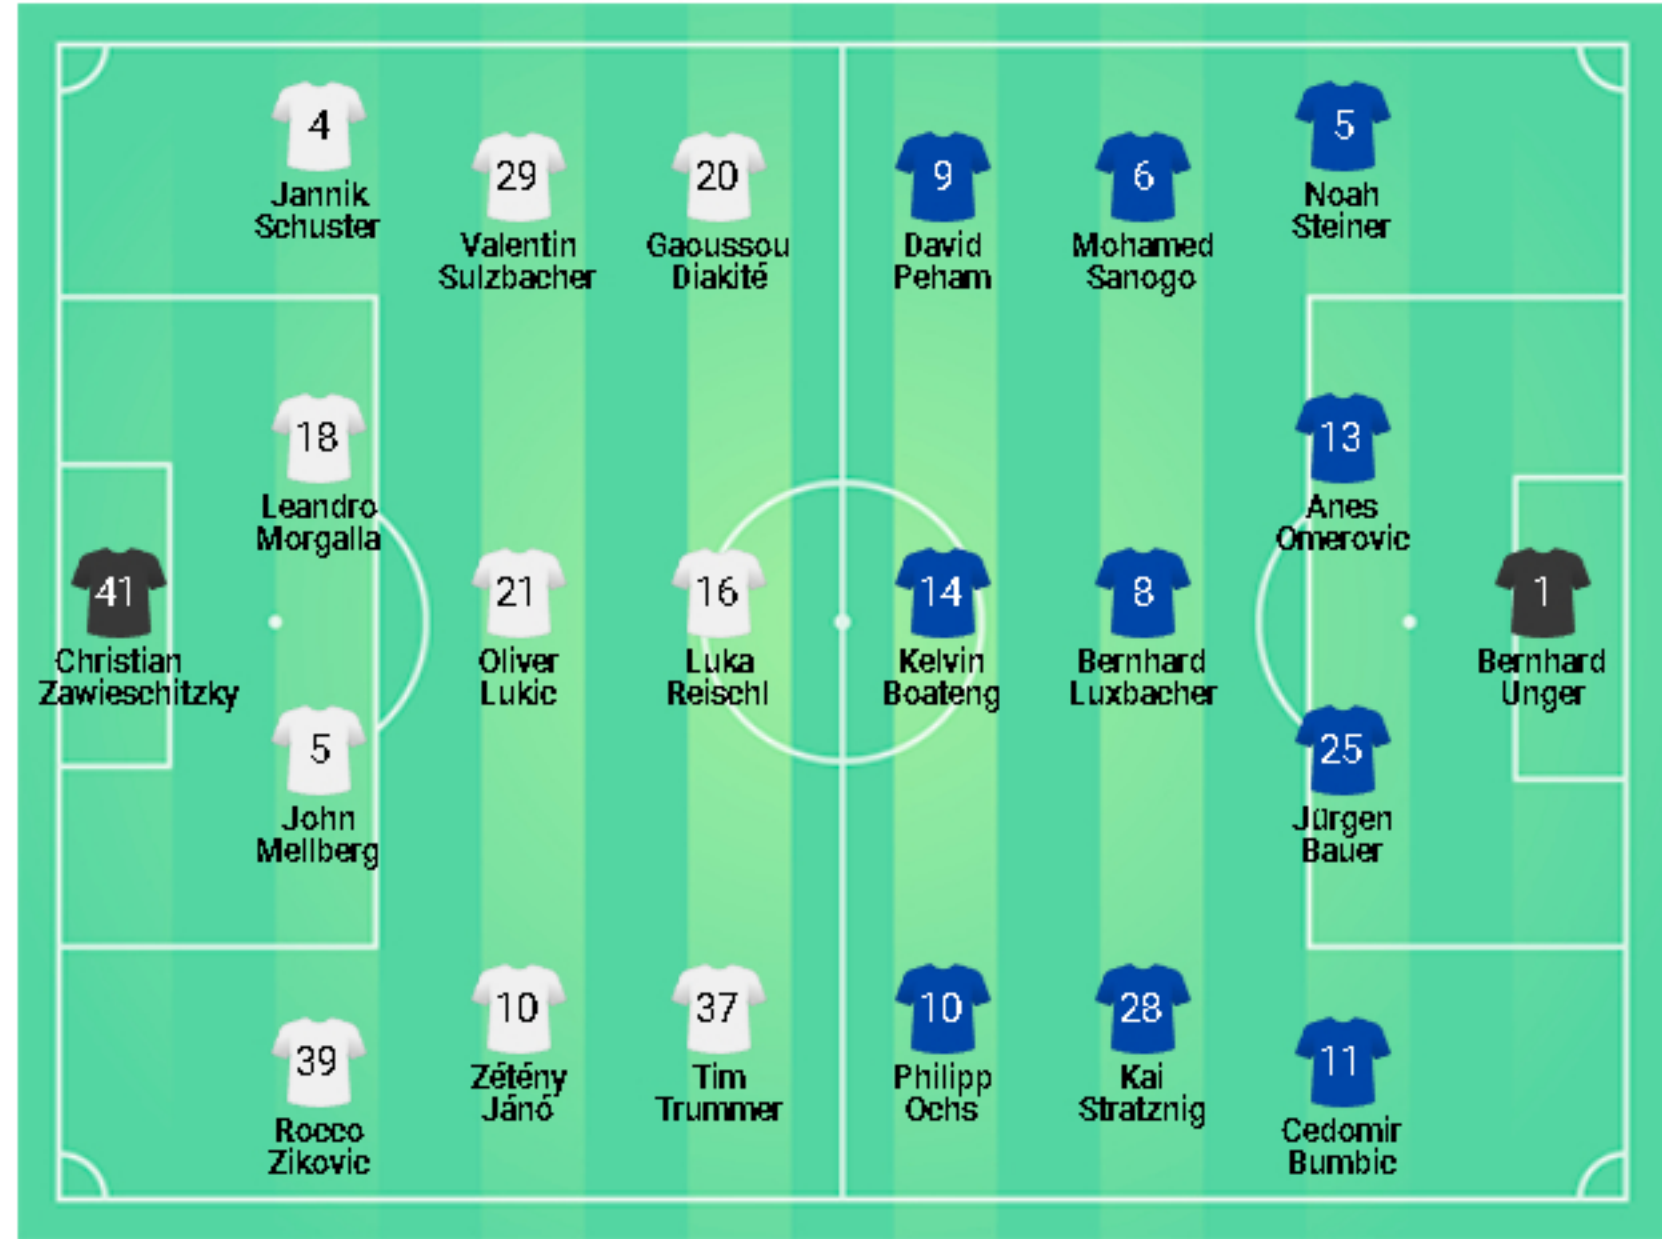 4
Jannik
Schuster
29
Valentin
Sulzbacher
20
Gaoussou
Diakité
9
David
Peham
6
Mohamed
Sanogo
5
Noah
Steiner
18
Leandro
Morgalla
13
Anes
Omerovic
41
Christian
Zawieschitzky
21
Oliver
Lukic
16
Luka
Reischl
14
Kelvin
Boateng
8
Bernhard
Luxbacher
1
Bernhard
Unger
5
John
Mellberg
25
Jürgen
Bauer
39
Rocco
Zikovic
10
Zétény
Jánó
37
Tim
Trummer
10
Philipp
Ochs
28
Kai
Stratznig
11
Cedomir
Bumbic